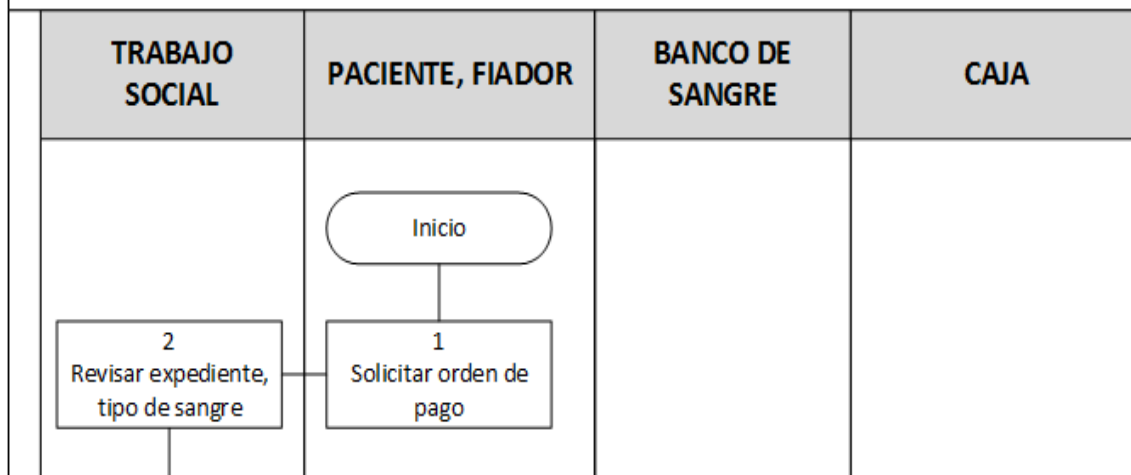 TRABAJO
SOCIAL
PACIENTE, FIADOR
BANCO DE
SANGRE
CAJA
Inicio
2
Revisar expediente,
tipo de sangre
1
Solicitar orden de
pago